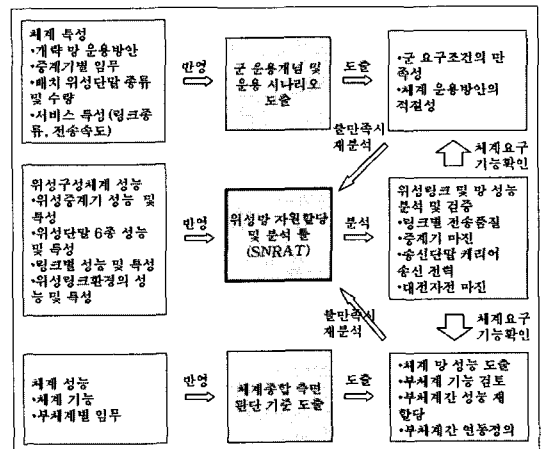 체계 특성
•개략 망 운용방안
•중계기별 임무
•배치 위성단말 종류
및 수량
•서비스 특성(링크종
류, 전송속도)
반영
군 운용개념 및
운용 시나리오
도출
도출
•군 요구조건의 만
족성
•체계 운용방안의
적절성
불만족시
재분석
체계요구
기능확인
위성구성체계 성능
•위성중계기 성능 및
특성
•위성단말 6종 성능
및 특성
•링크별 성능 및 특성
•위성링크환경의 성
능 및 특성
반영
위성망 자원할당
및 분석 툴
(SNRAT)
분석
위성링크 및 망 성능
분석 및 검증
•링크별 전송품질
•중계기 마진
•송신단말 캐리어
송신 전력
•대전자전 마진
불만족시
재분석
체계요구
기능확인
체계 성능
•체계 기능
•부체계별 임무
반영
체계종합 측면
판단 기준 도출
도출
•체계 망 성능 도출
•부체계 기능 검토
•부체계간 성능 재
할당
•부체계간 연동정의